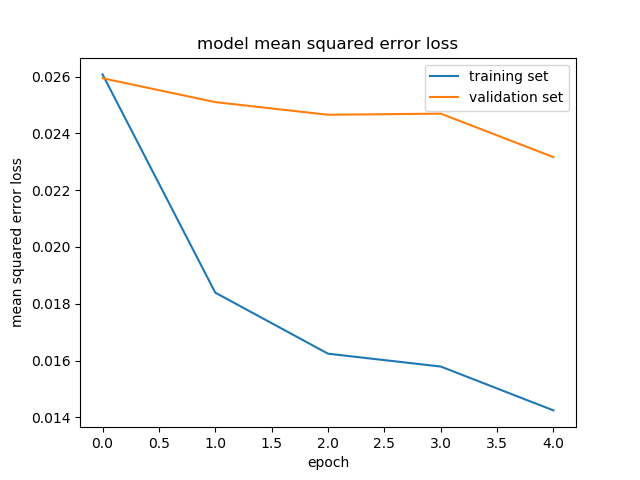 model mean squared error loss
training set
validation set
0.026
0.024
0.022
0.020
0.018
0.016
0.014
mean squared error loss
0.0 0.5 1.0 1.5 2.0 2.5 3.0 3.5 4.0
epoch